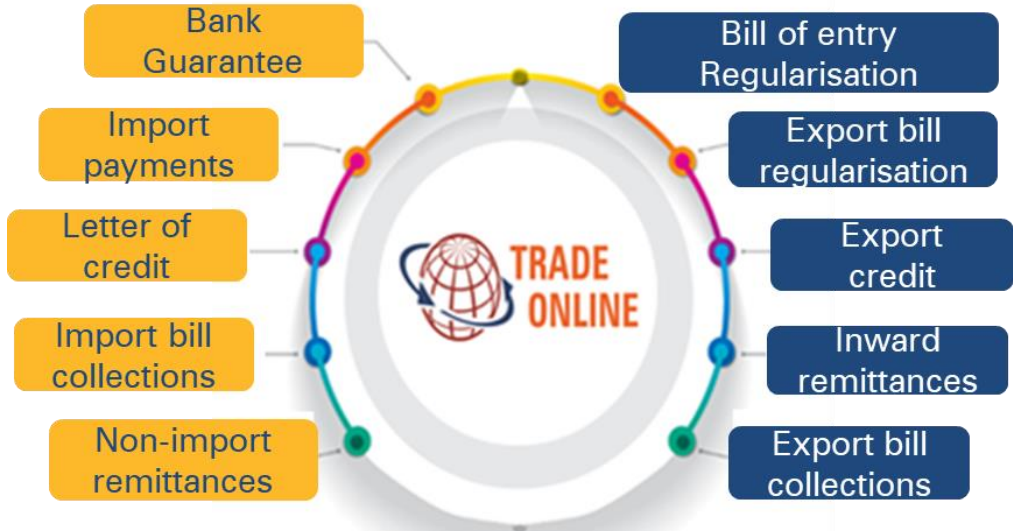 Bank
Guarantee
Import
payments
Letter of
credit
Import bill
collections
Non-import
remittances
TRADE
ONLINE
Bill of entry
Regularisation
Export bill
regularisation
Export
credit
Inward
remittances
Export bill
collections